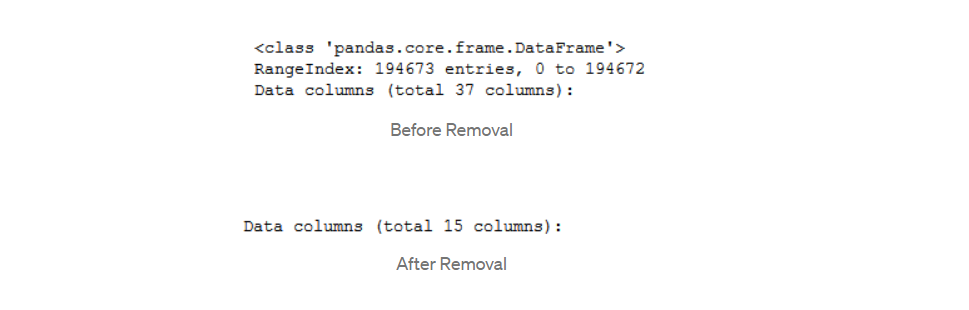 <class 'pandas.core.frame.DataFrame'>
RangeIndex: 194673 entries, 0 to 194672
Data columns (total 37 columns):
Before Removal
Data columns (total 15 columns):
After Removal